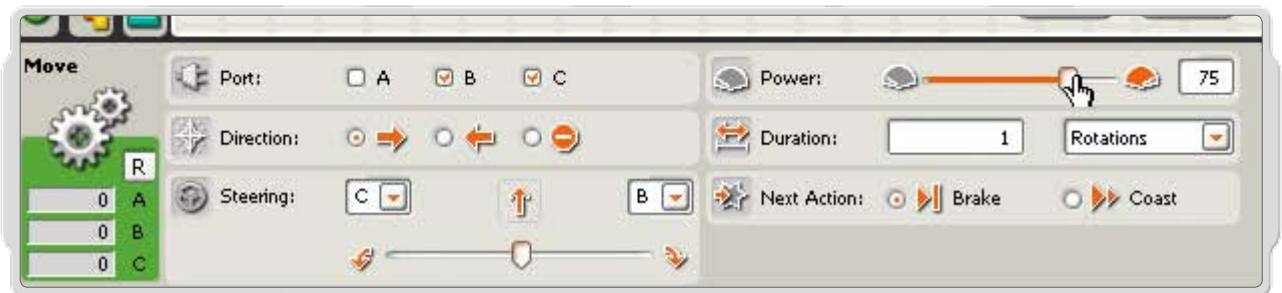 Move
Port: A B C
Direction:
Steering: C B
Power: 75
Duration: 1 Rotations
Next Action: Brake Coast
R
0 A
0 B
0 C